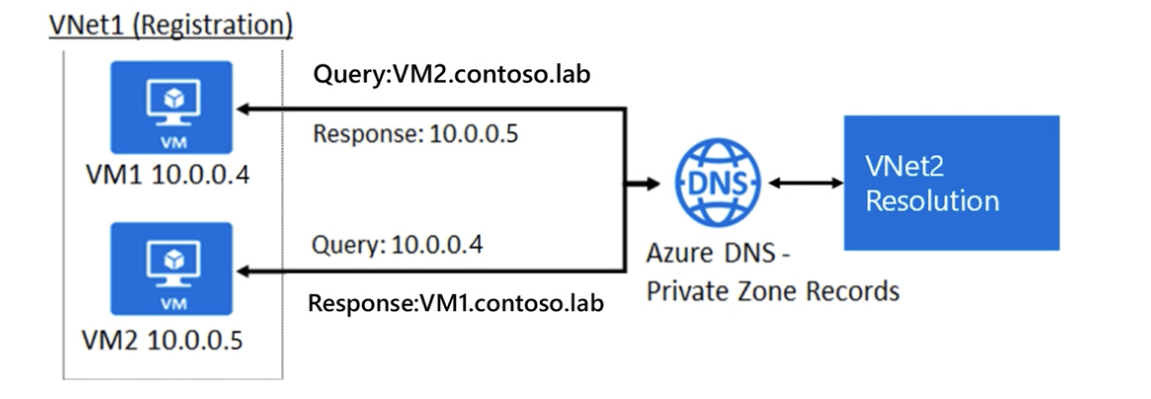 VNet1 (Registration)
VM
VM1 10.0.0.4
VM
VM2 10.0.0.5
Query:VM2.contoso.lab
Response: 10.0.0.5
Query: 10.0.0.4
Response:VM1.contoso.lab
DNS
Azure DNS -
Private Zone Records
VNet2
Resolution